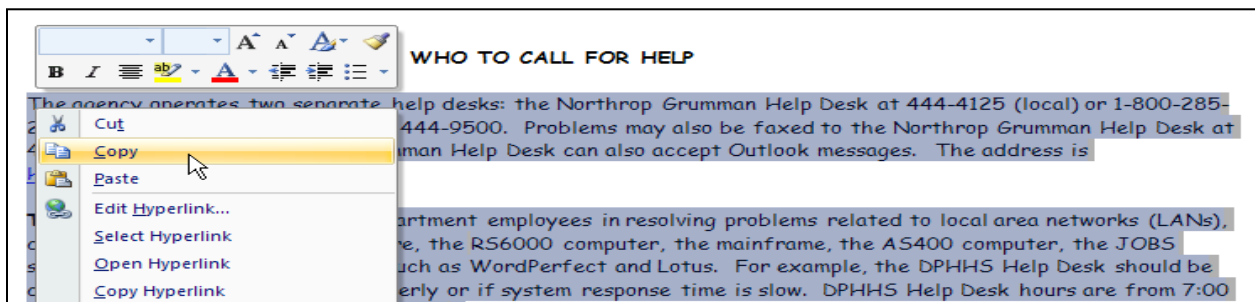 WHO TO CALL FOR HELP
The agency operates two separate help desks: the Northrop Grumman Help Desk at 444-4125 (local) or 1-800-285-
444-9500. Problems may also be faxed to the Northrop Grumman Help Desk at
man Help Desk can also accept Outlook messages. The address is
artment employees in resolving problems related to local area networks (LANs),
e, the RS6000 computer, the mainframe, the AS400 computer, the JOBS
uch as WordPerfect and Lotus. For example, the DPHHS Help Desk should be
erly or if system response time is slow. DPHHS Help Desk hours are from 7:00
A A A
B I ab A
Cut
Copy
Paste
Edit Hyperlink...
Select Hyperlink
Open Hyperlink
Copy Hyperlink